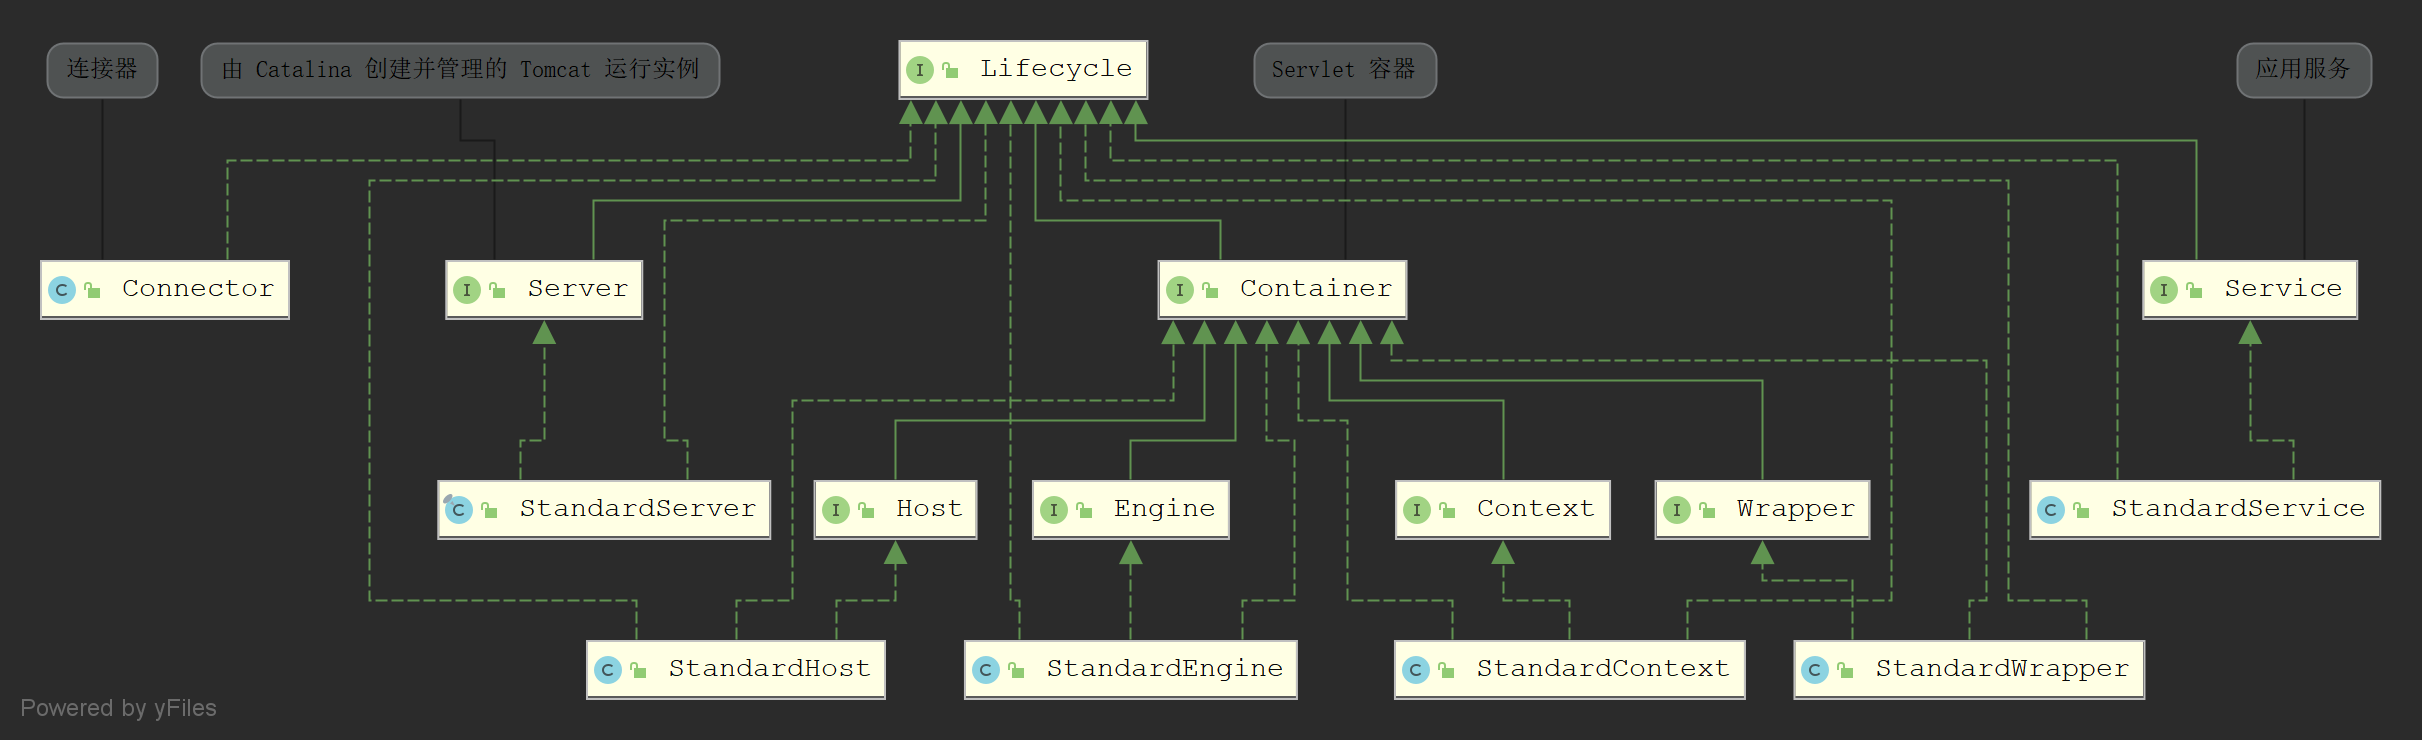 连接器
由 Catalina 创建并管理的 Tomcat 运行实例
I Lifecycle
Servlet 容器
应用服务
C Connector
I Server
I Container
I Service
C StandardServer
I Host
I Engine
I Context
I Wrapper
C StandardService
C StandardHost
C StandardEngine
C StandardContext
C StandardWrapper
Powered by yFiles